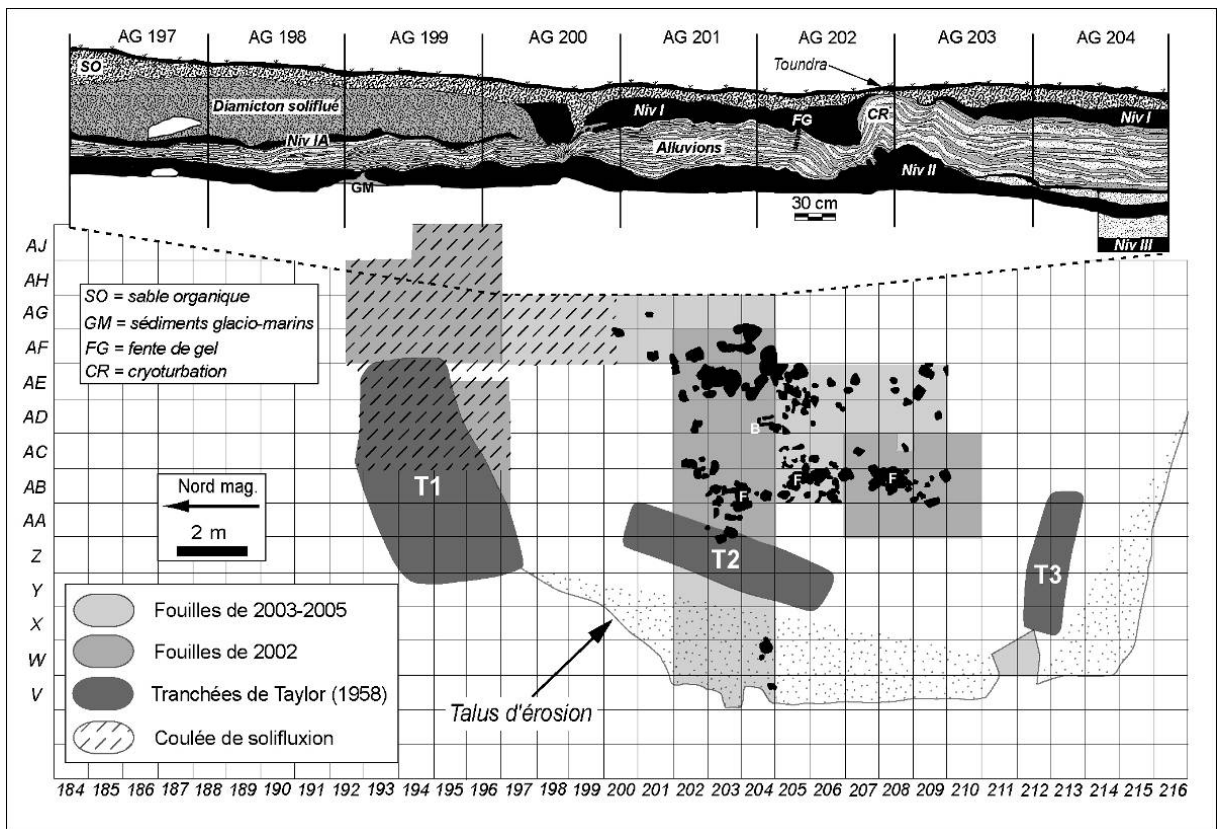 AG 197 AG 198 AG 199 AG 200 AG 201 AG 202 AG 203 AG 204
Toundra
SO
Diamicton soliflué
Niv I
FG
CR
Niv I
Niv IA
Alluvions
Niv II
GM
30 cm
Niv III
AJ
AH
AG
AF
AE
AD
AC
AB
AA
Z
Y
X
W
V
SO = sable organique
GM = sédiments glacio-marins
FG = fente de gel
CR = cryoturbation
B
F F F
T1
T2
T3
Nord mag.
2 m
Fouilles de 2003-2005
Fouilles de 2002
Tranchées de Taylor (1958)
Coulée de solifluxion
Talus d'érosion
184 185 186 187 188 189 190 191 192 193 194 195 196 197 198 199 200 201 202 203 204 205 206 207 208 209 210 211 212 213 214 215 216